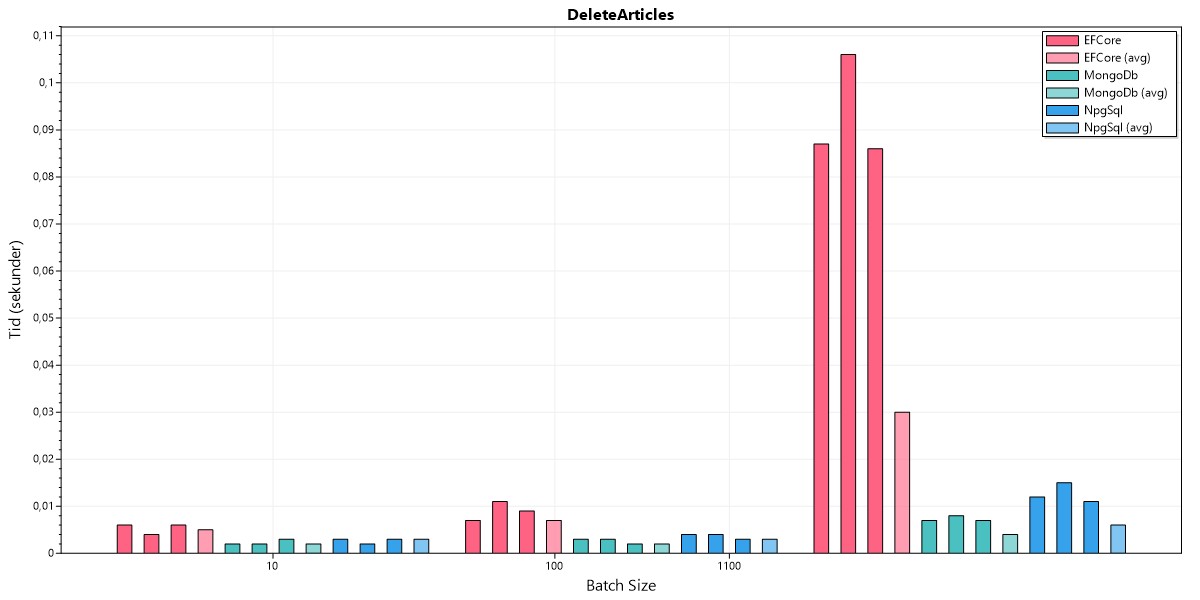 DeleteArticles
EFCore
EFCore (avg)
MongoDb
MongoDb (avg)
NpgSql
NpgSql (avg)
Tid (sekunder)
0,11
0,1
0,09
0,08
0,07
0,06
0,05
0,04
0,03
0,02
0,01
0
10
100
1100
Batch Size